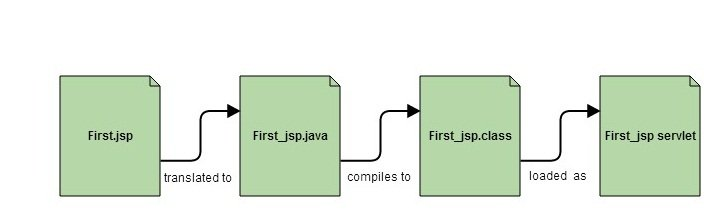 First.jsp
translated to
First_jsp.java
compiles to
First_jsp.class
loaded as
First_jsp servlet